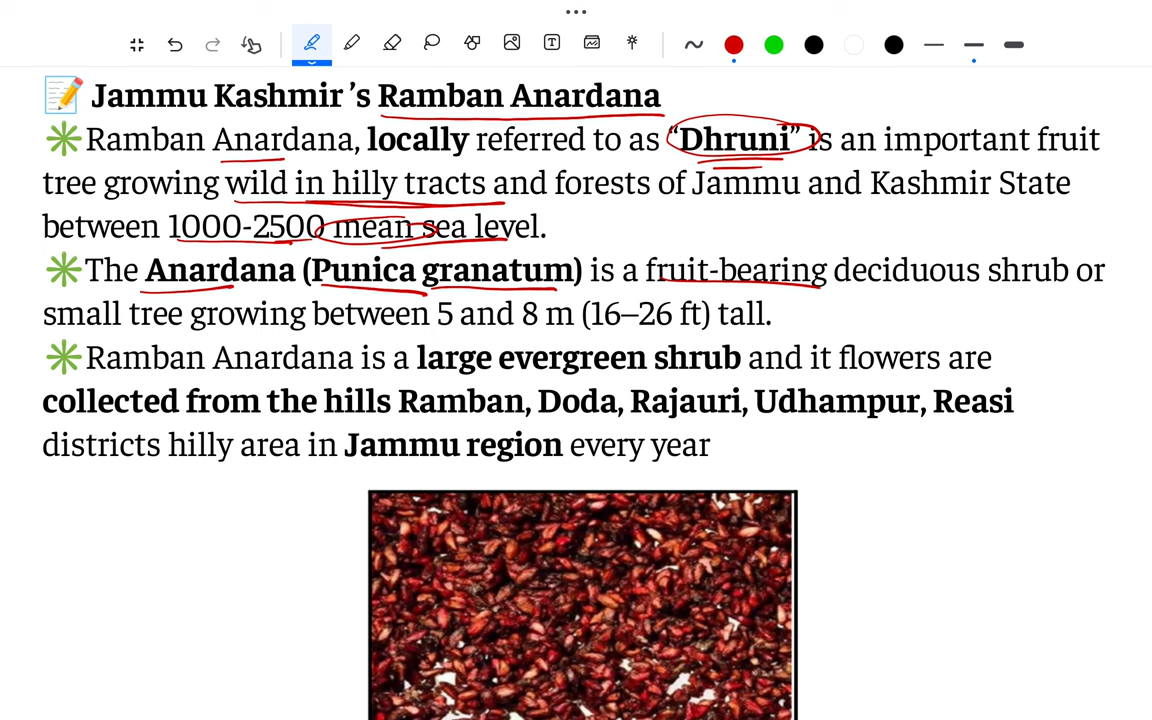 📝 Jammu Kashmir ’s Ramban Anardana
✳Ramban Anardana, locally referred to as “Dhruni” is an important fruit
tree growing wild in hilly tracts and forests of Jammu and Kashmir State
between 1000-2500 mean sea level.
✳The Anardana (Punica granatum) is a fruit-bearing deciduous shrub or
small tree growing between 5 and 8 m (16–26 ft) tall.
✳Ramban Anardana is a large evergreen shrub and it flowers are
collected from the hills Ramban, Doda, Rajauri, Udhampur, Reasi
districts hilly area in Jammu region every year